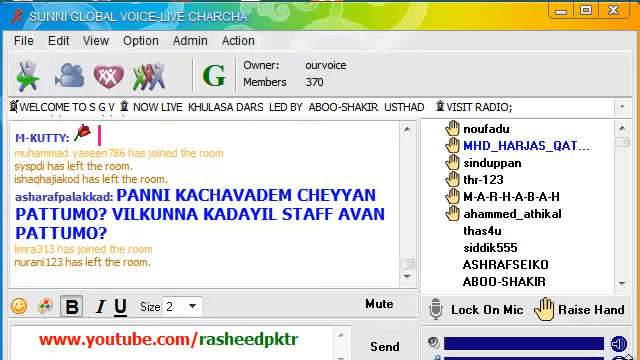 SUNNI GLOBAL VOICE-LIVE CHARCHA
File Edit View Option Admin Action
G
Owner: ourvoice
Members 370
WELCOME TO S G V NOW LIVE KHULASA DARS LED BY ABOO-SHAKIR USTHAD VISIT RADIO;
M-KUTTY:
muhammad.yaseen786 has joined the room
syspdi has left the room.
ishaqhajiakod has left the room.
asharafpalakkad: PANNI KACHAVADEM CHEYYAN
PATTUMO? VILKUNNA KADAYIL STAFF AVAN
PATTUMO?
limra313 has joined the room
nurani123 has left the room.
noufadu
MHD_HARJAS_QAT...
sinduppan
thr-123
M-A-R-H-A-B-A-H
ahammed_athikal
thas4u
siddik555
ASHRAFSEIKO
ABOO-SHAKIR
B I U Size 2 Mute
Lock On Mic Raise Hand
www.youtube.com/rasheedpktr
Send